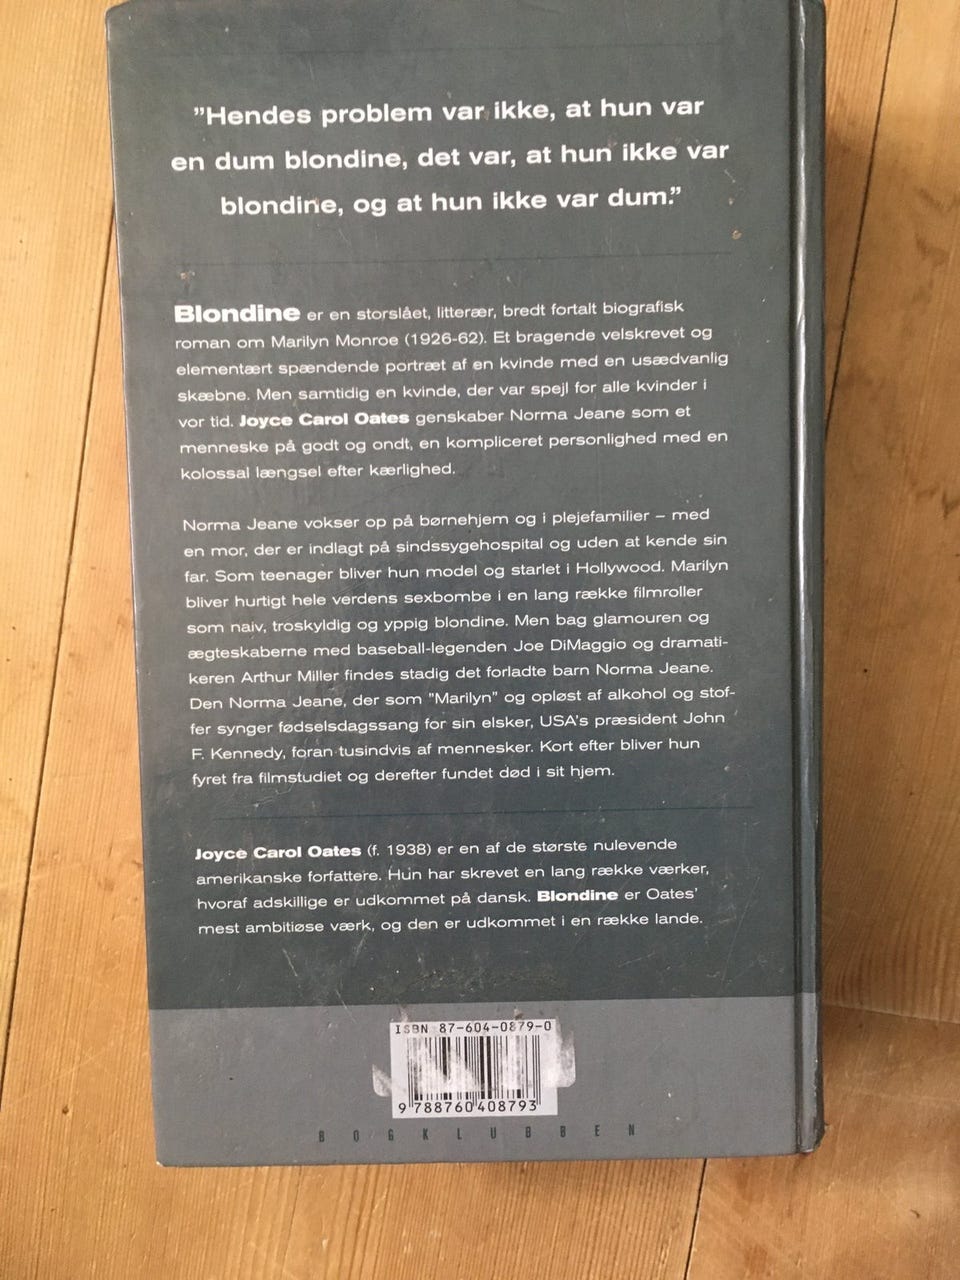 ”Hendes problem var ikke, at hun var
en dum blondine, det var, at hun ikke var
blondine, og at hun ikke var dum.”
Blondine er en storslået, litterær, bredt fortalt biografisk
roman om Marilyn Monroe (1926-62). Et bragende velskrevet og
elementært spændende portræt af en kvinde med en usædvanlig
skæbne. Men samtidig en kvinde, der var spejl for alle kvinder i
vor tid. Joyce Carol Oates genskaber Norma Jeane som et
menneske på godt og ondt, en kompliceret personlighed med en
kolossal længsel efter kærlighed.
Norma Jeane vokser op på børnehjem og i plejefamilier – med
en mor, der er indlagt på sindssygehospital og uden at kende sin
far. Som teenager bliver hun model og starlet i Hollywood. Marilyn
bliver hurtigt hele verdens sexbombe i en lang række filmroller
som naiv, troskyldig og yppig blondine. Men bag glamouren og
ægteskaberne med baseball-legenden Joe DiMaggio og dramati-
keren Arthur Miller findes stadig det forladte barn Norma Jeane.
Den Norma Jeane, der som ”Marilyn” og opløst af alkohol og stof-
fer synger fødselsdagssang for sin elsker, USA’s præsident John
F. Kennedy, foran tusindvis af mennesker. Kort efter bliver hun
fyret fra filmstudiet og derefter fundet død i sit hjem.
Joyce Carol Oates (f. 1938) er en af de største nulevende
amerikanske forfattere. Hun har skrevet en lang række værker,
hvoraf adskillige er udkommet på dansk. Blondine er Oates’
mest ambitiøse værk, og den er udkommet i en række lande.
ISBN 87-604-0879-0
9 788760 408793
BOGKLUBBEN